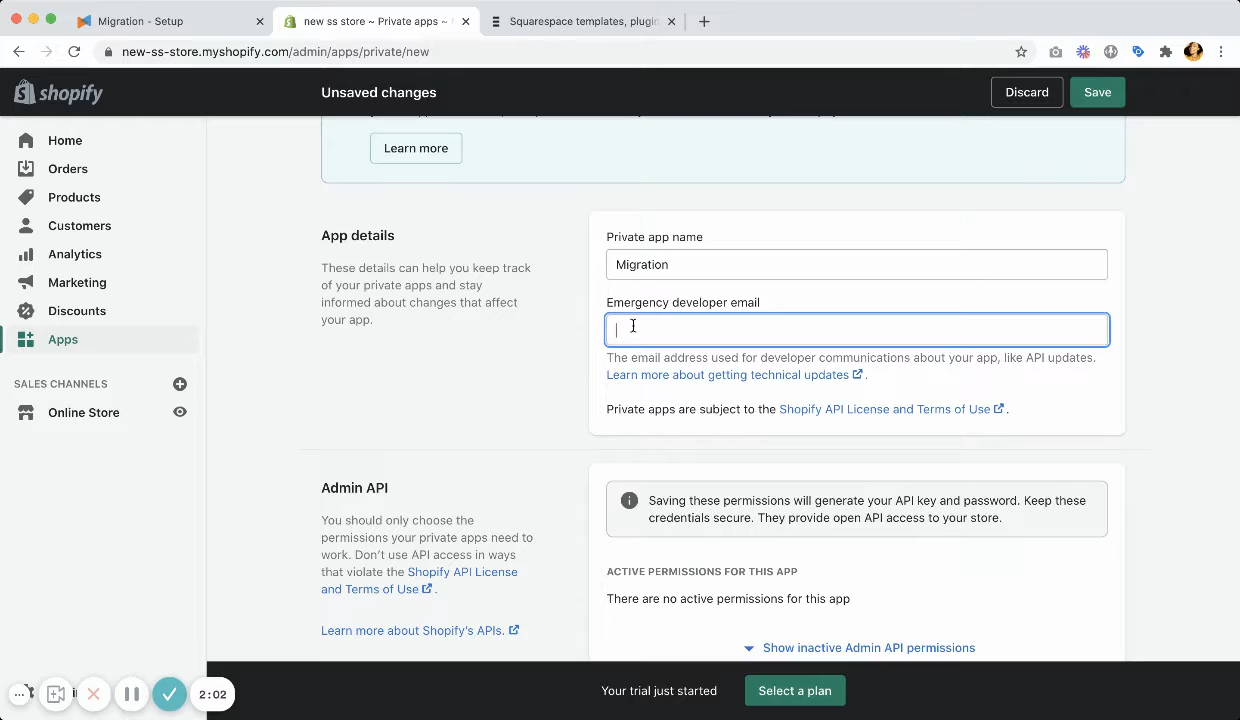 Migration - Setup
new ss store ~ Private apps ~
Squarespace templates, plugin
new-ss-store.myshopify.com/admin/apps/private/new
shopify
Unsaved changes
Discard
Save
Home
Orders
Products
Customers
Analytics
Marketing
Discounts
Apps
SALES CHANNELS
Online Store
Learn more
App details
These details can help you keep track
of your private apps and stay
informed about changes that affect
your app.
Private app name
Migration
Emergency developer email
The email address used for developer communications about your app, like API updates.
Learn more about getting technical updates.
Private apps are subject to the Shopify API License and Terms of Use.
Admin API
You should only choose the
permissions your private apps need to
work. Don't use API access in ways
that violate the Shopify API License
and Terms of Use.
Learn more about Shopify's APIs.
Saving these permissions will generate your API key and password. Keep these
credentials secure. They provide open API access to your store.
ACTIVE PERMISSIONS FOR THIS APP
There are no active permissions for this app
Show inactive Admin API permissions
2:02
Your trial just started
Select a plan